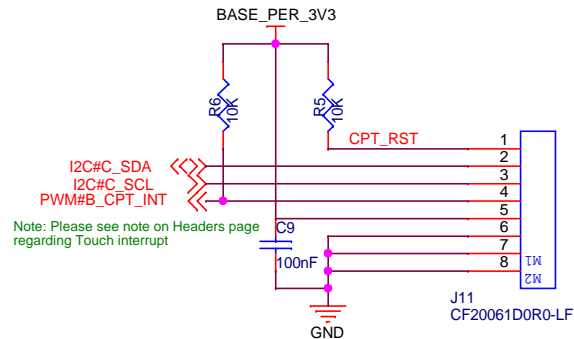 BASE_PER_3V3
R6
10K
R5
10K
CPT_RST
1
I2C#C_SDA
2
I2C#C_SCL
3
PWM#B_CPT_INT
4
5
Note: Please see note on Headers page
regarding Touch interrupt
C9
6
100nF
7
M1
8
M2
J11
CF20061D0R0-LF
GND